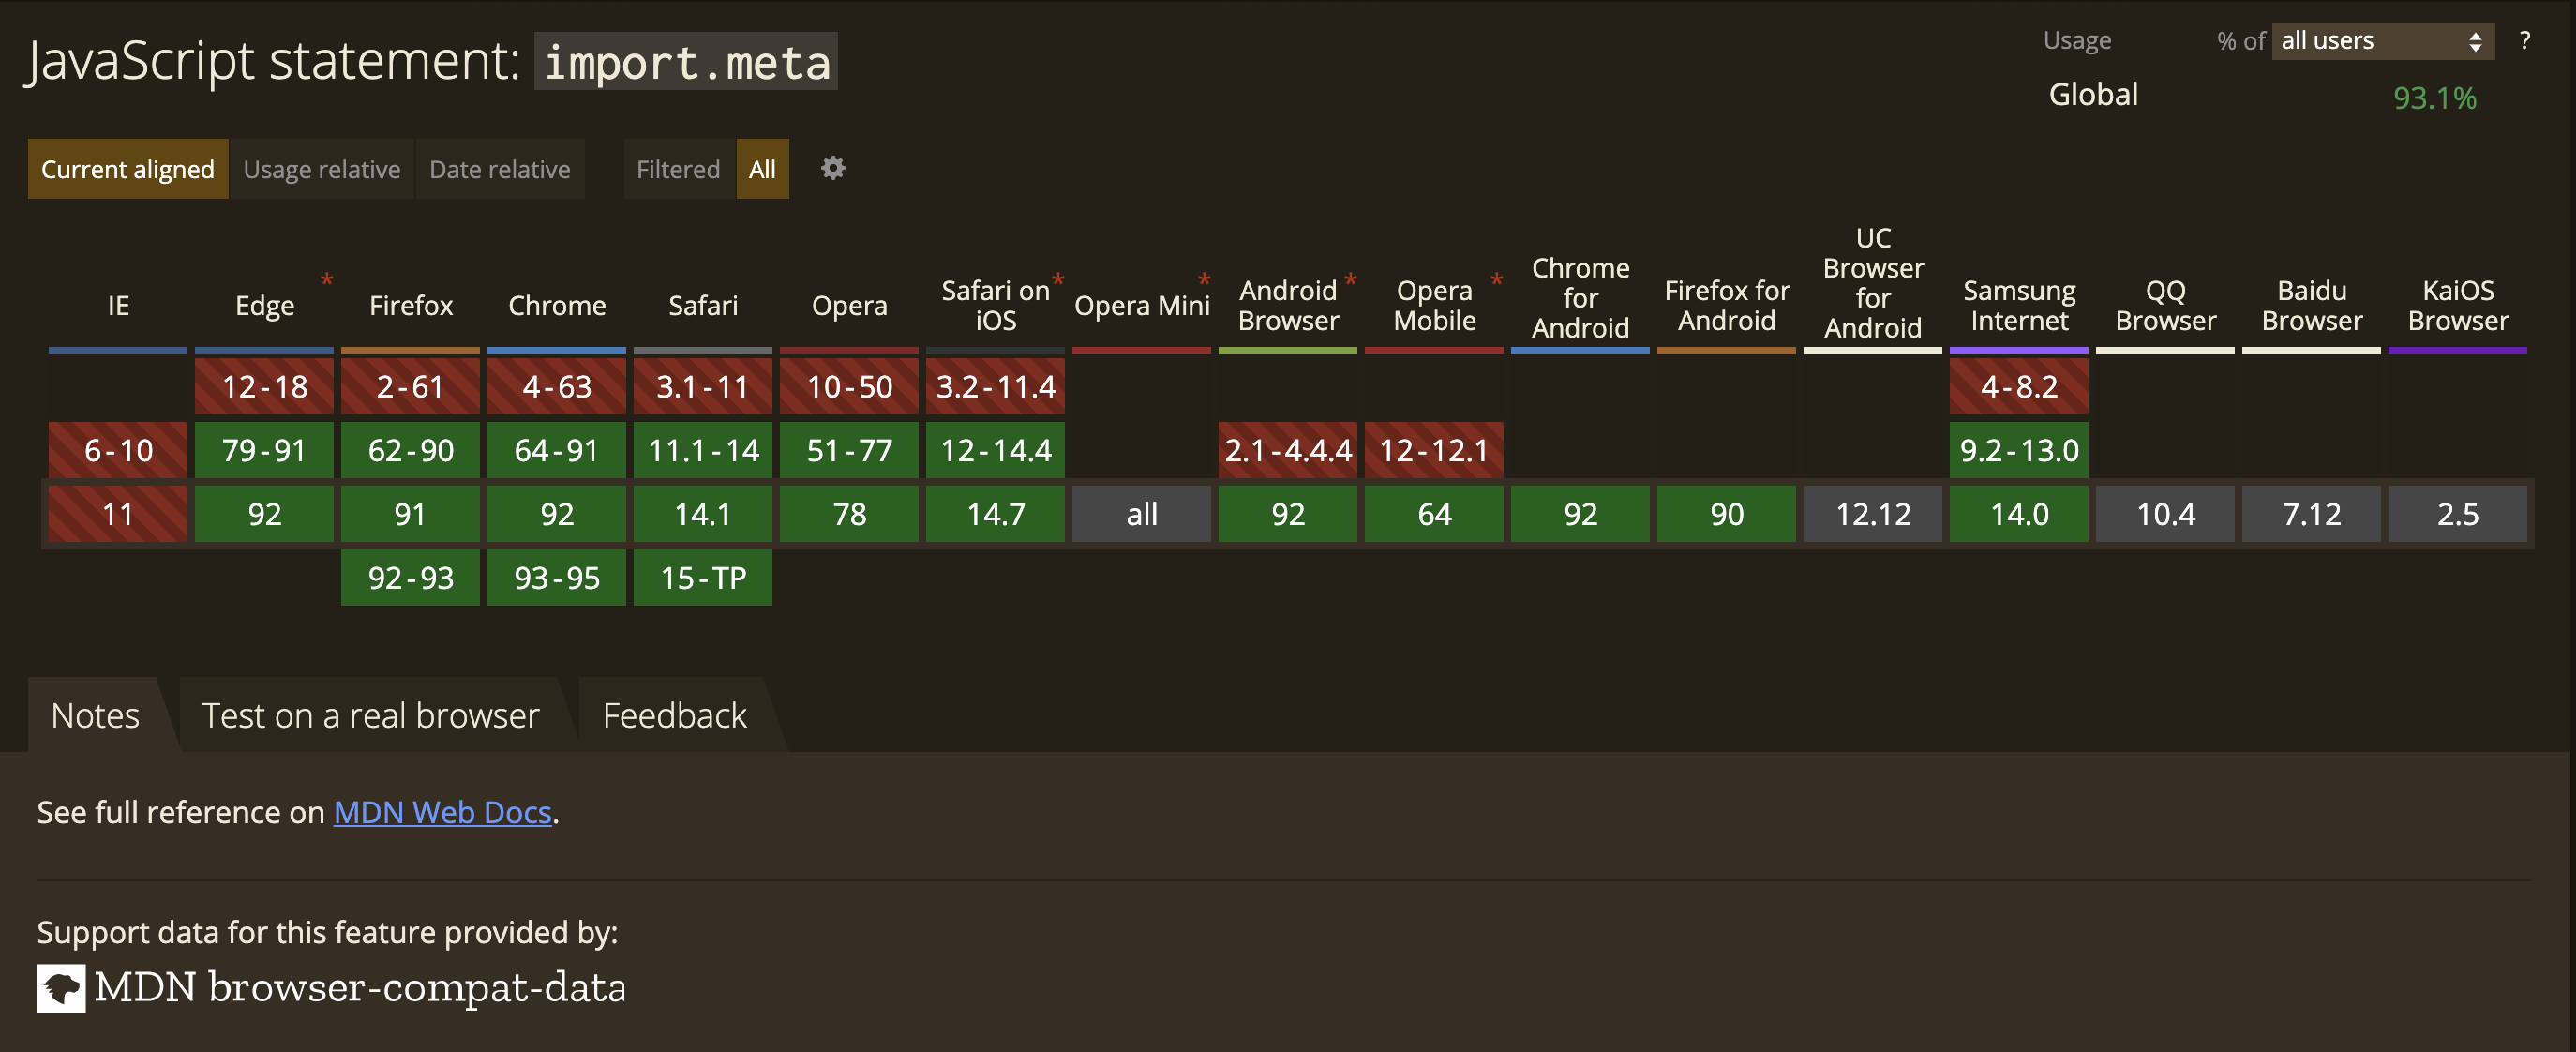 JavaScript statement: import.meta
Usage % of all users ?
Global 93.1%
Current aligned Usage relative Date relative Filtered All
IE Edge * Firefox Chrome Safari Opera Safari on iOS * Opera Mini * Android Browser * Opera Mobile * Chrome for Android Firefox for Android UC Browser for Android Samsung Internet QQ Browser Baidu Browser KaiOS Browser
12-18 2-61 4-63 3.1-11 10-50 3.2-11.4 4-8.2
6-10 79-91 62-90 64-91 11.1-14 51-77 12-14.4 2.1-4.4.4 12-12.1 9.2-13.0
11 92 91 92 14.1 78 14.7 all 92 64 92 90 12.12 14.0 10.4 7.12 2.5
92-93 93-95 15-TP
Notes Test on a real browser Feedback
See full reference on MDN Web Docs.
Support data for this feature provided by:
MDN browser-compat-data